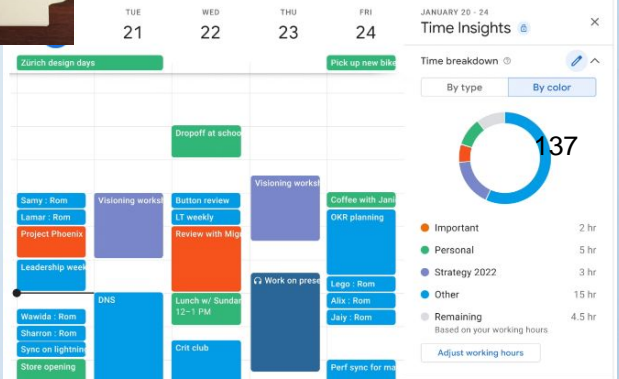 TUE
21
WED
22
THU
23
FRI
24
Zürich design days
Pick up new bike
Dropoff at schoo
Visioning works
Samy : Rom
Lamar : Rom
Project Phoenix
Leadership week
Wawida : Rom
Sharron : Rom
Sync on lightnin
Store opening
Visioning works
DNS
Button review
LT weekly
Review with Mig
Lunch w/ Sundar
12–1 PM
Crit club
Work on prese
Coffee with Jani
OKR planning
Lego : Rom
Alix : Rom
Jaiy : Rom
Perf sync for ma
JANUARY 20 - 24
Time Insights
Time breakdown
By type
By color
137
Important 2 hr
Personal 5 hr
Strategy 2022 3 hr
Other 15 hr
Remaining 4.5 hr
Based on your working hours
Adjust working hours